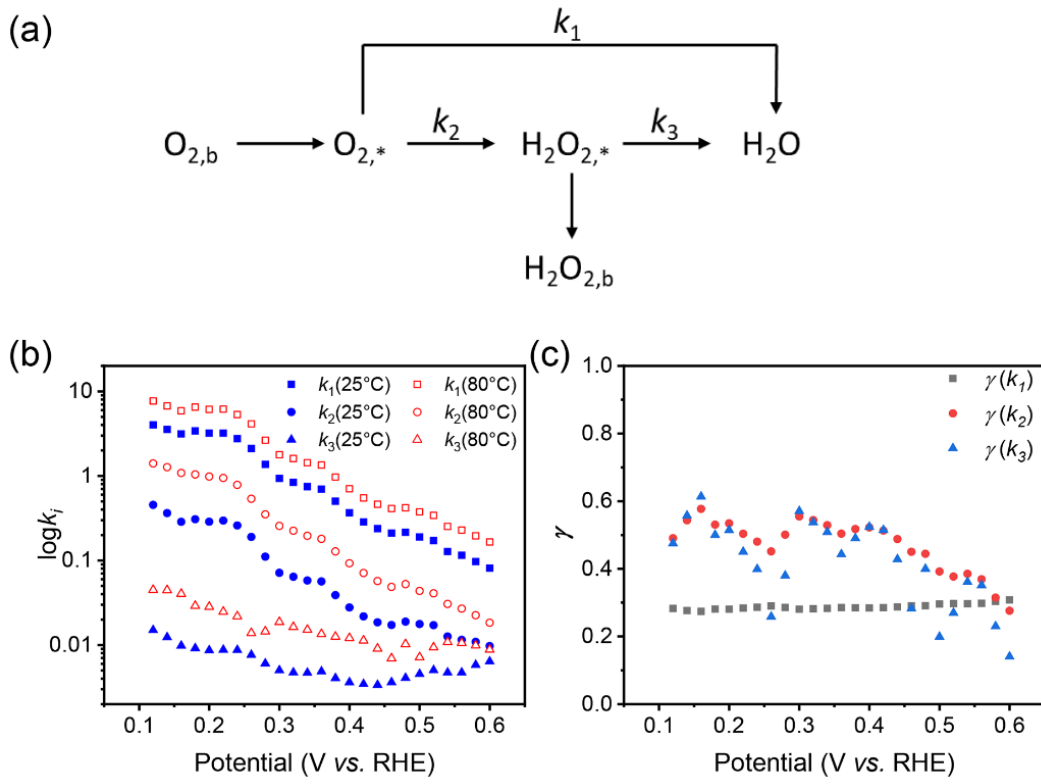 (a)
k₁
O₂,b → O₂,* k₂ → H₂O₂,* k₃ → H₂O
H₂O₂,b
(b)
logkᵢ
10
1
0.1
0.01
k₁(25°C) k₁(80°C)
k₂(25°C) k₂(80°C)
k₃(25°C) k₃(80°C)
0.1 0.2 0.3 0.4 0.5 0.6
Potential (V vs. RHE)
(c)
γ
1.0
0.8
0.6
0.4
0.2
0.0
γ (k₁)
γ (k₂)
γ (k₃)
0.1 0.2 0.3 0.4 0.5 0.6
Potential (V vs. RHE)